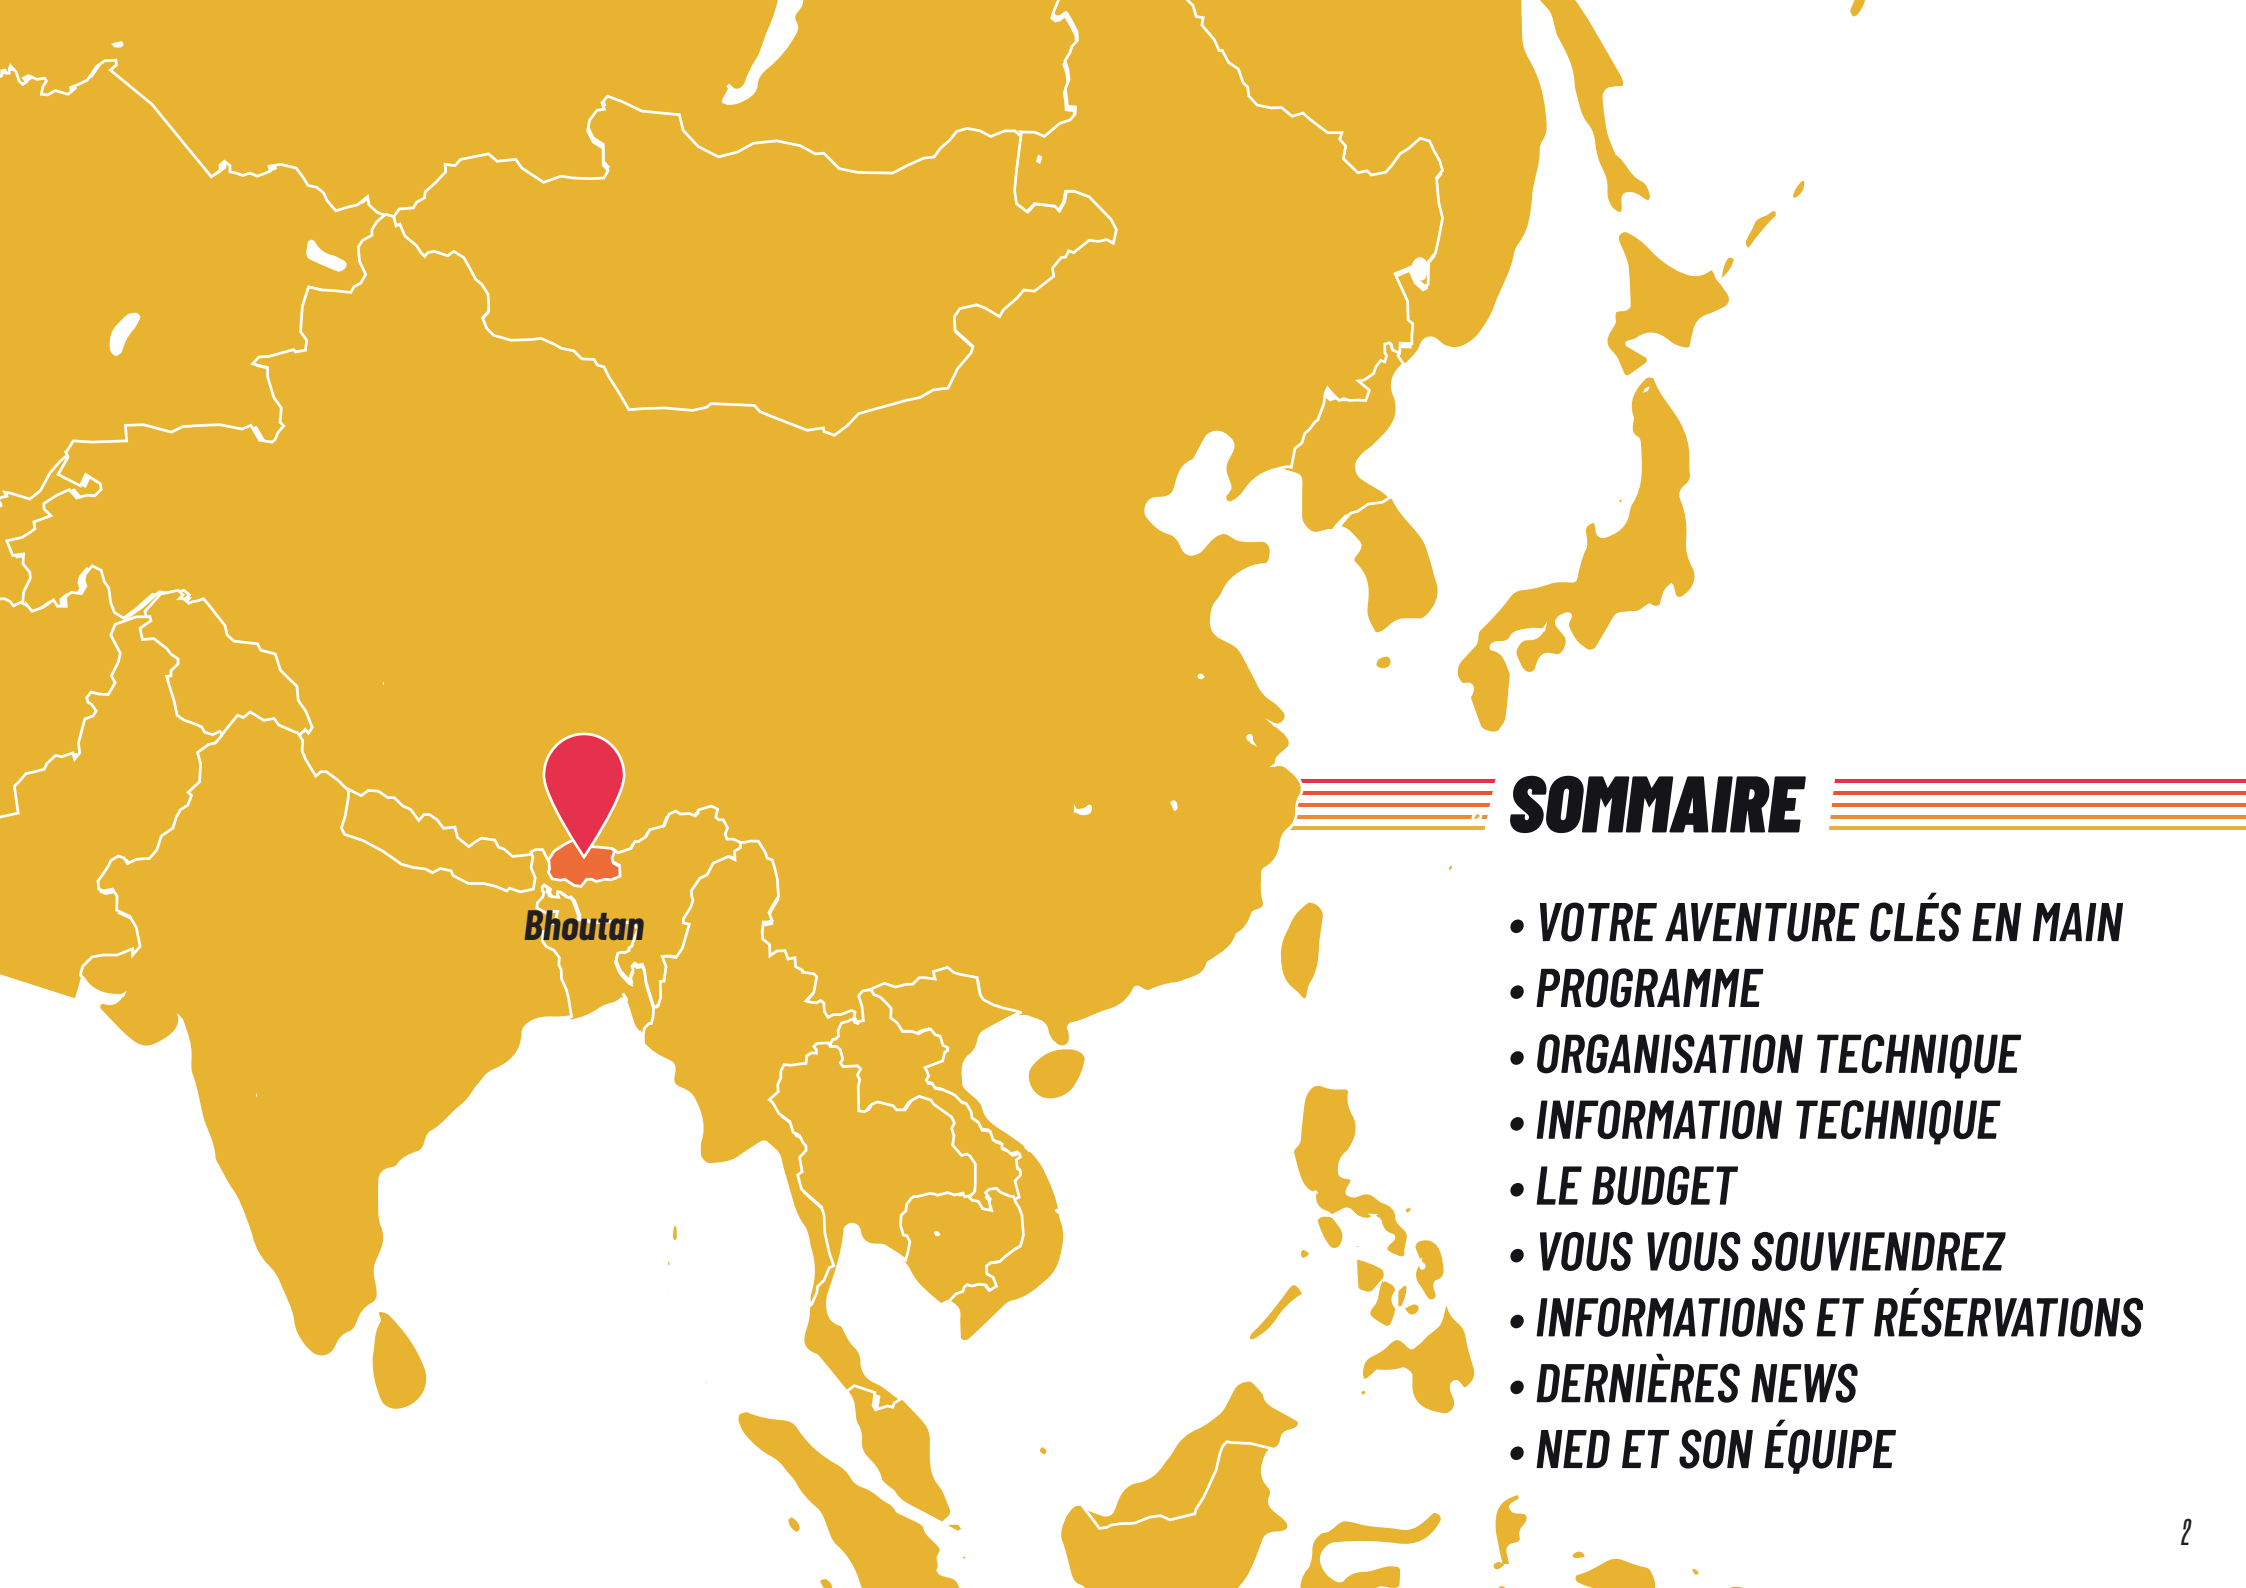 Bhoutan
SOMMAIRE
• VOTRE AVENTURE CLÉS EN MAIN
• PROGRAMME
• ORGANISATION TECHNIQUE
• INFORMATION TECHNIQUE
• LE BUDGET
• VOUS VOUS SOUVIENDREZ
• INFORMATIONS ET RÉSERVATIONS
• DERNIÈRES NEWS
• NED ET SON ÉQUIPE
2